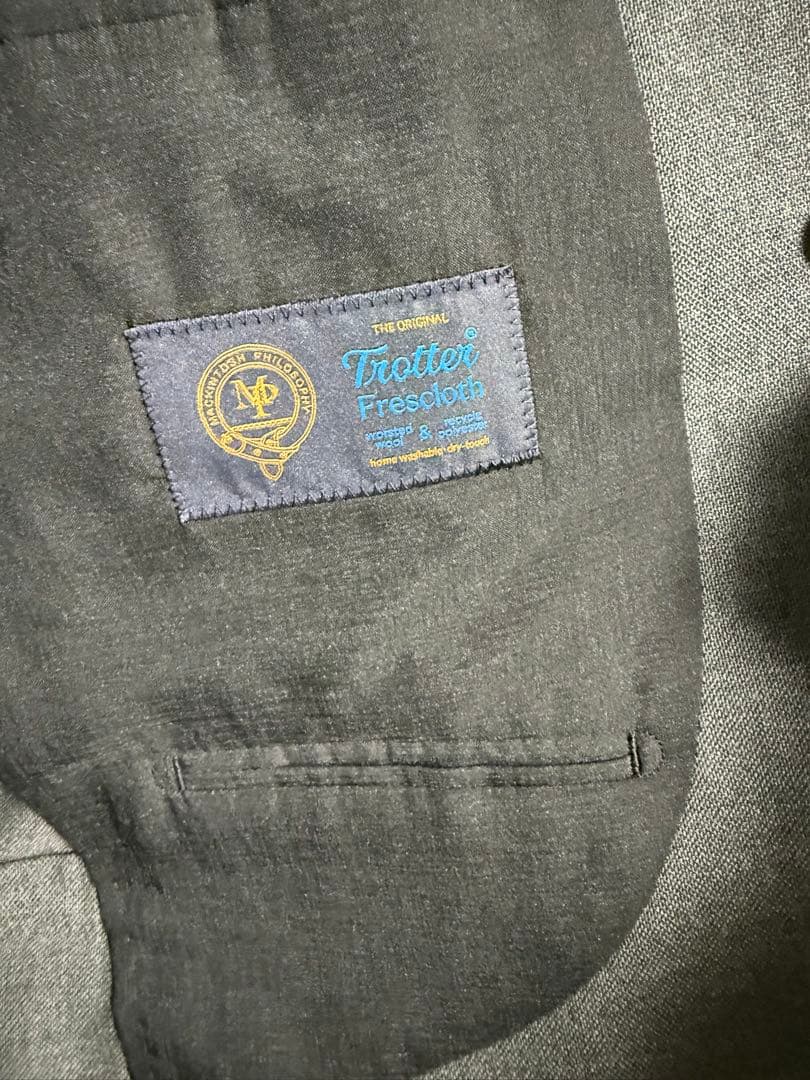 MACKINTOSH PHILOSOPHY
MP
THE ORIGINAL
Trotter®
Frescloth
worsted wool & recycle polyester
home washable·dry-touch